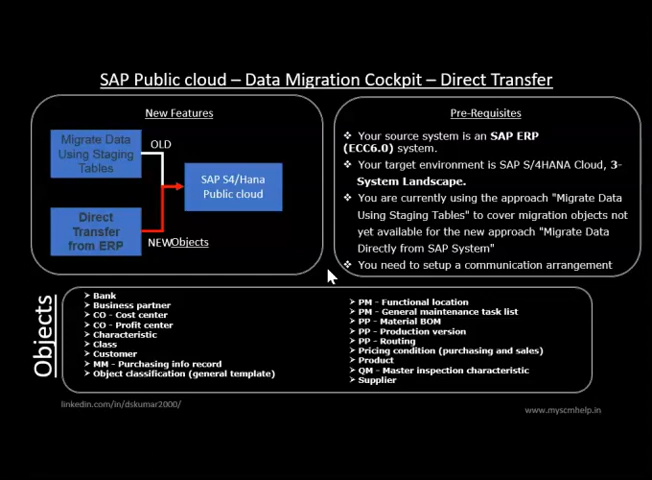 SAP Public cloud – Data Migration Cockpit – Direct Transfer
New Features
Migrate Data
Using Staging
Tables
OLD
SAP S4/Hana
Public cloud
Direct
Transfer
from ERP
NEW
Objects
Pre-Requisites
❖ Your source system is an SAP ERP
(ECC6.0) system.
❖ Your target environment is SAP S/4HANA Cloud, 3-
System Landscape.
❖ You are currently using the approach "Migrate Data
Using Staging Tables" to cover migration objects not
yet available for the new approach "Migrate Data
Directly from SAP System"
❖ You need to setup a communication arrangement
Objects
➢ Bank
➢ Business partner
➢ CO - Cost center
➢ CO - Profit center
➢ Characteristic
➢ Class
➢ Customer
➢ MM - Purchasing info record
➢ Object classification (general template)
➢ PM - Functional location
➢ PM - General maintenance task list
➢ PP - Material BOM
➢ PP - Production version
➢ PP - Routing
➢ Pricing condition (purchasing and sales)
➢ Product
➢ QM - Master inspection characteristic
➢ Supplier
linkedin.com/in/dskumar2000/
www.myscmhelp.in